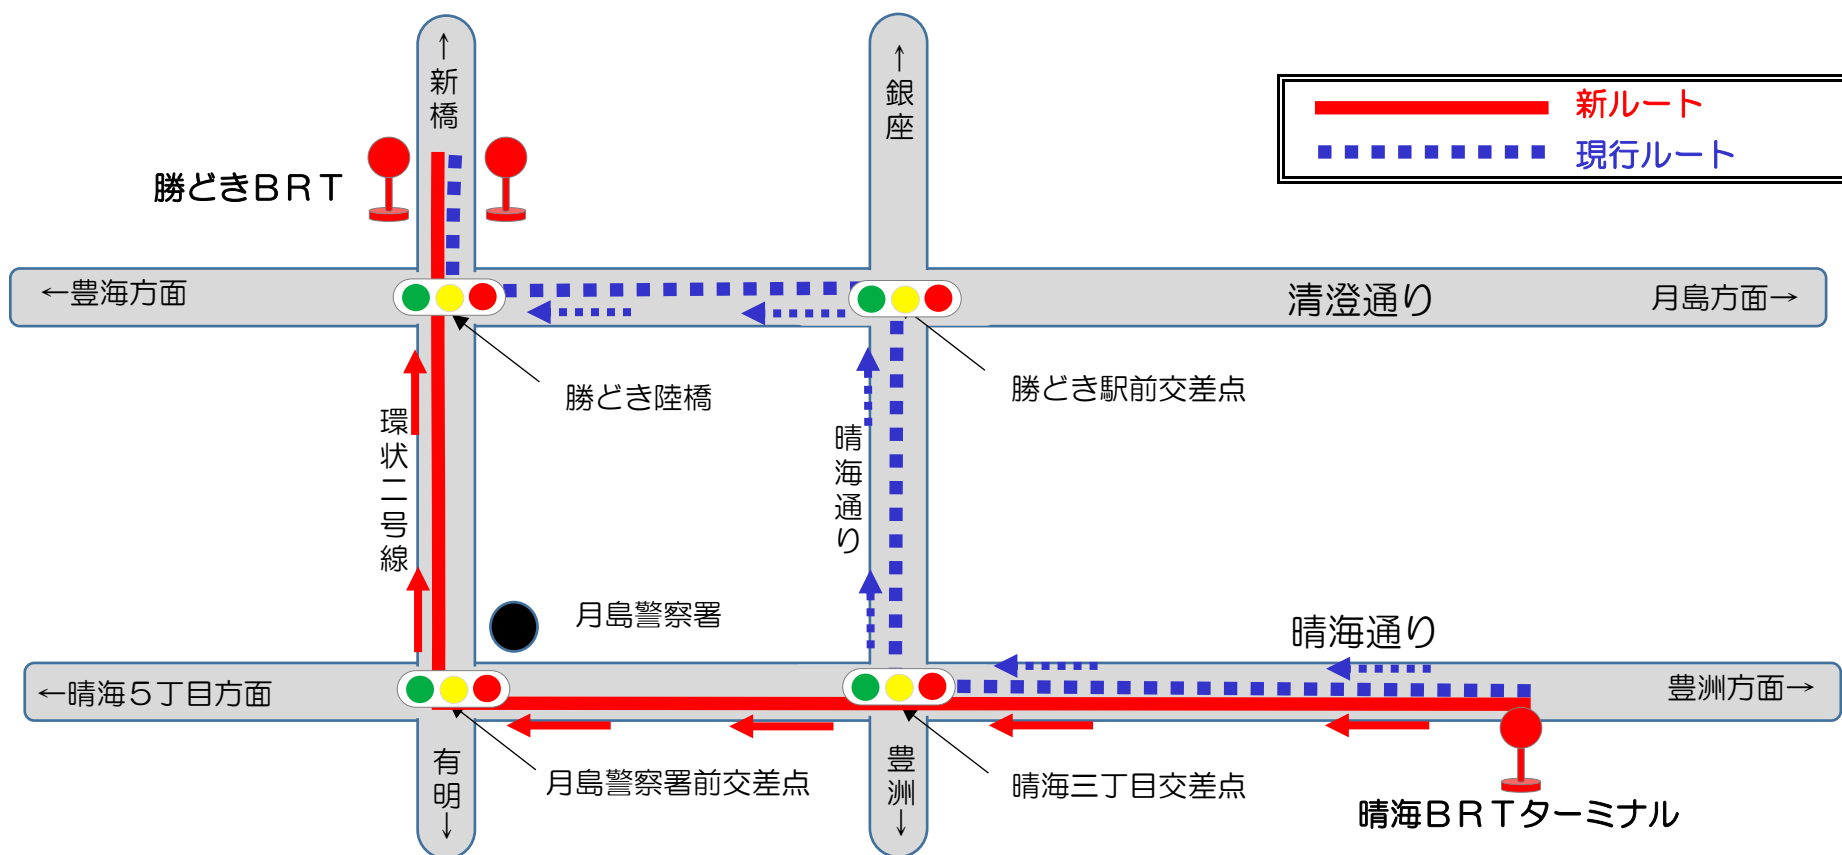 ↑新橋
↑銀座
新ルート
現行ルート
勝どきBRT
←豊海方面
清澄通り
月島方面→
勝どき陸橋
勝どき駅前交差点
環状二号線
晴海通り
月島警察署
晴海通り
←晴海5丁目方面
豊洲方面→
有明↓
月島警察署前交差点
豊洲↓
晴海三丁目交差点
晴海BRTターミナル